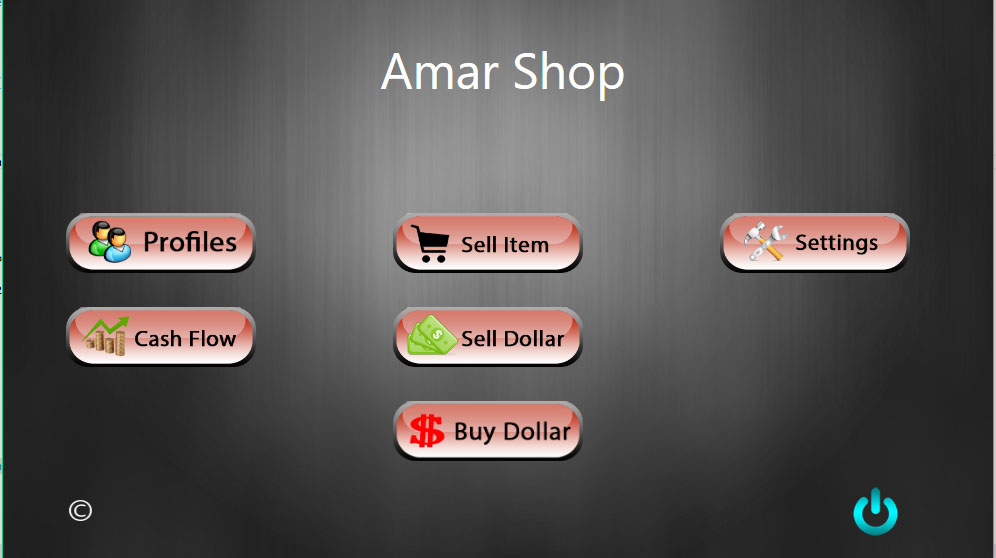 Amar Shop
Profiles
Sell Item
Settings
Cash Flow
Sell Dollar
Buy Dollar
©